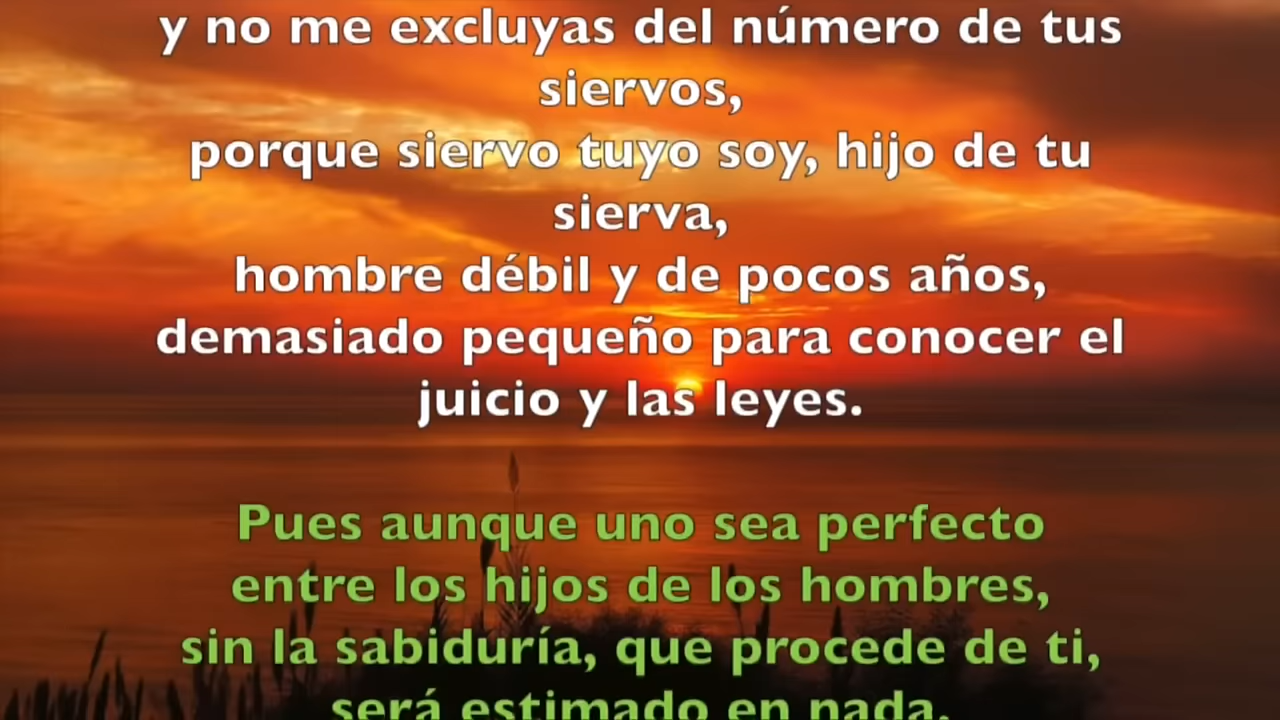 y no me excluyas del número de tus
siervos,
porque siervo tuyo soy, hijo de tu
sierva,
hombre débil y de pocos años,
demasiado pequeño para conocer el
juicio y las leyes.
Pues aunque uno sea perfecto
entre los hijos de los hombres,
sin la sabiduría, que procede de ti,
será estimado en nada.